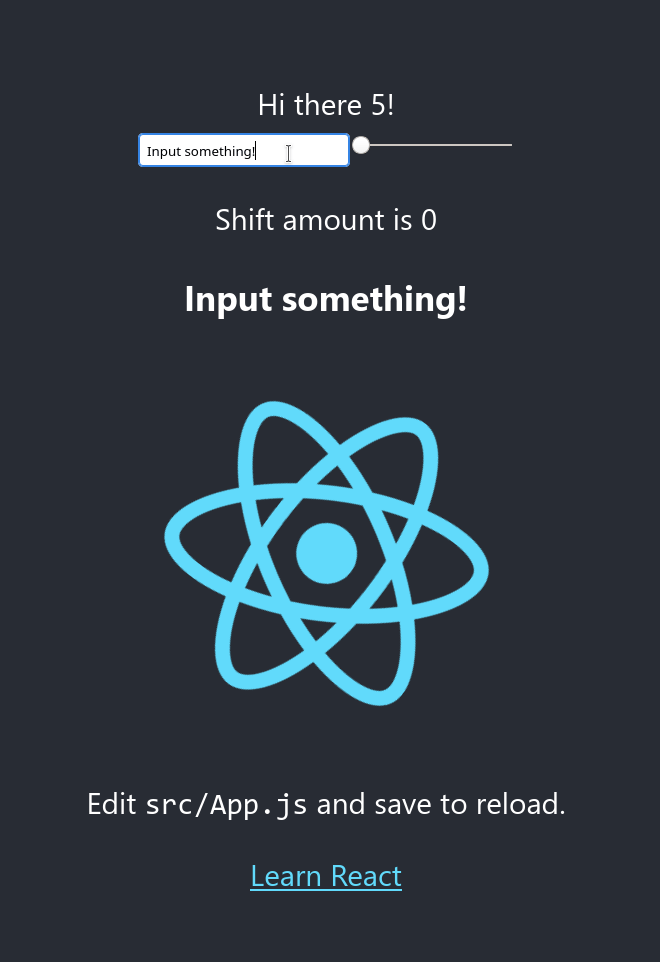 Hi there 5!
Input something!
Shift amount is 0
Input something!
Edit src/App.js and save to reload.
Learn React